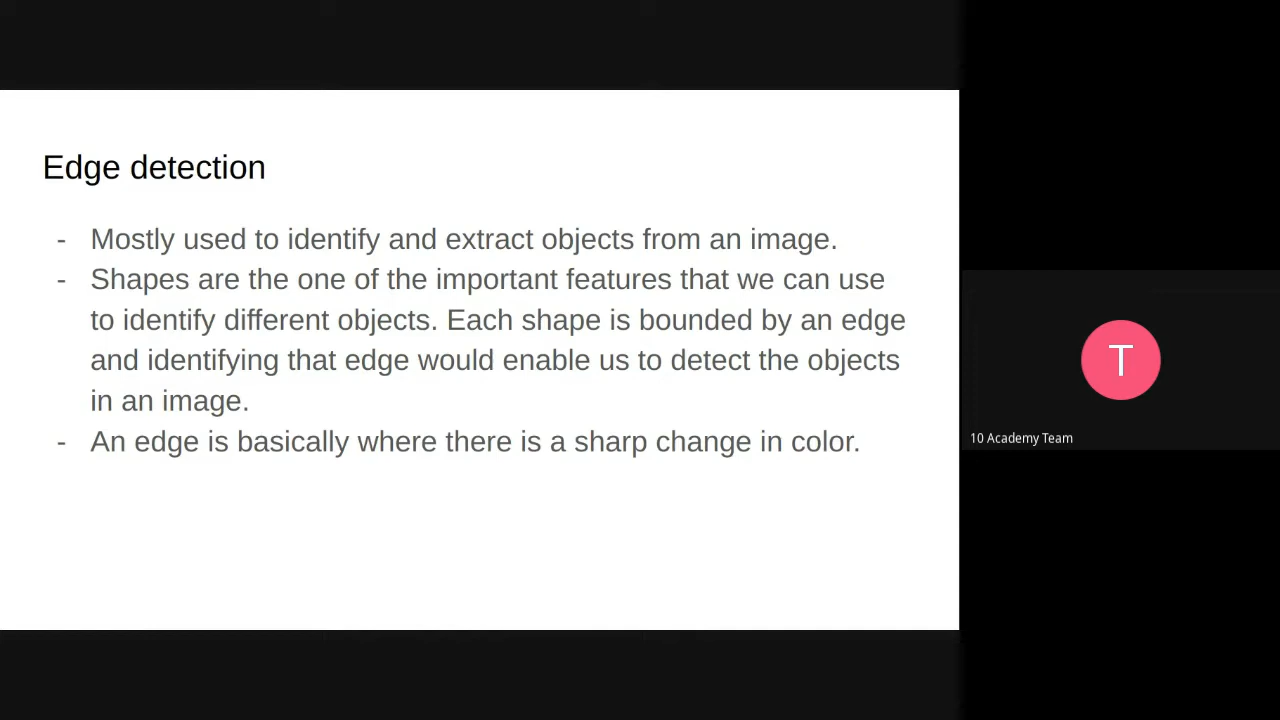 Edge detection
- Mostly used to identify and extract objects from an image.
- Shapes are the one of the important features that we can use
to identify different objects. Each shape is bounded by an edge
and identifying that edge would enable us to detect the objects
in an image.
- An edge is basically where there is a sharp change in color.
T
10 Academy Team